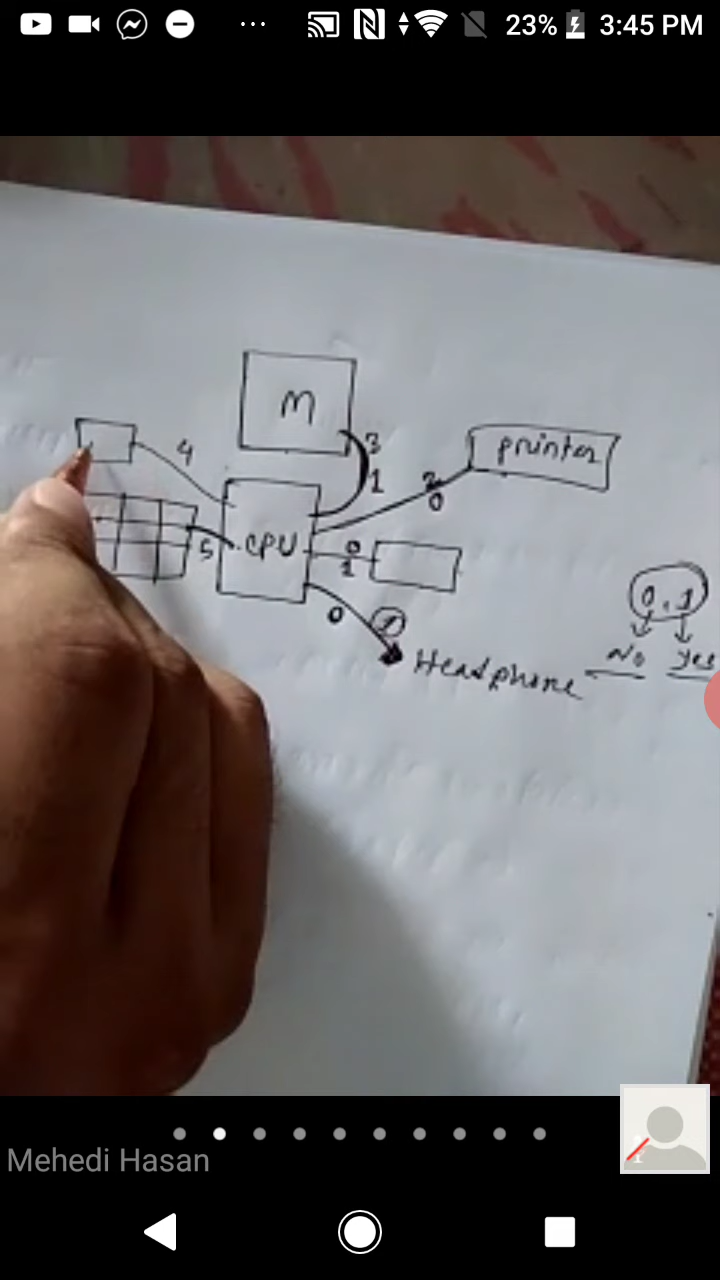 23% 3:45 PM
M
3
1
printer
4
0
CPU
5
0
1
0
1
Headphone
0,1
No Yes
Mehedi Hasan